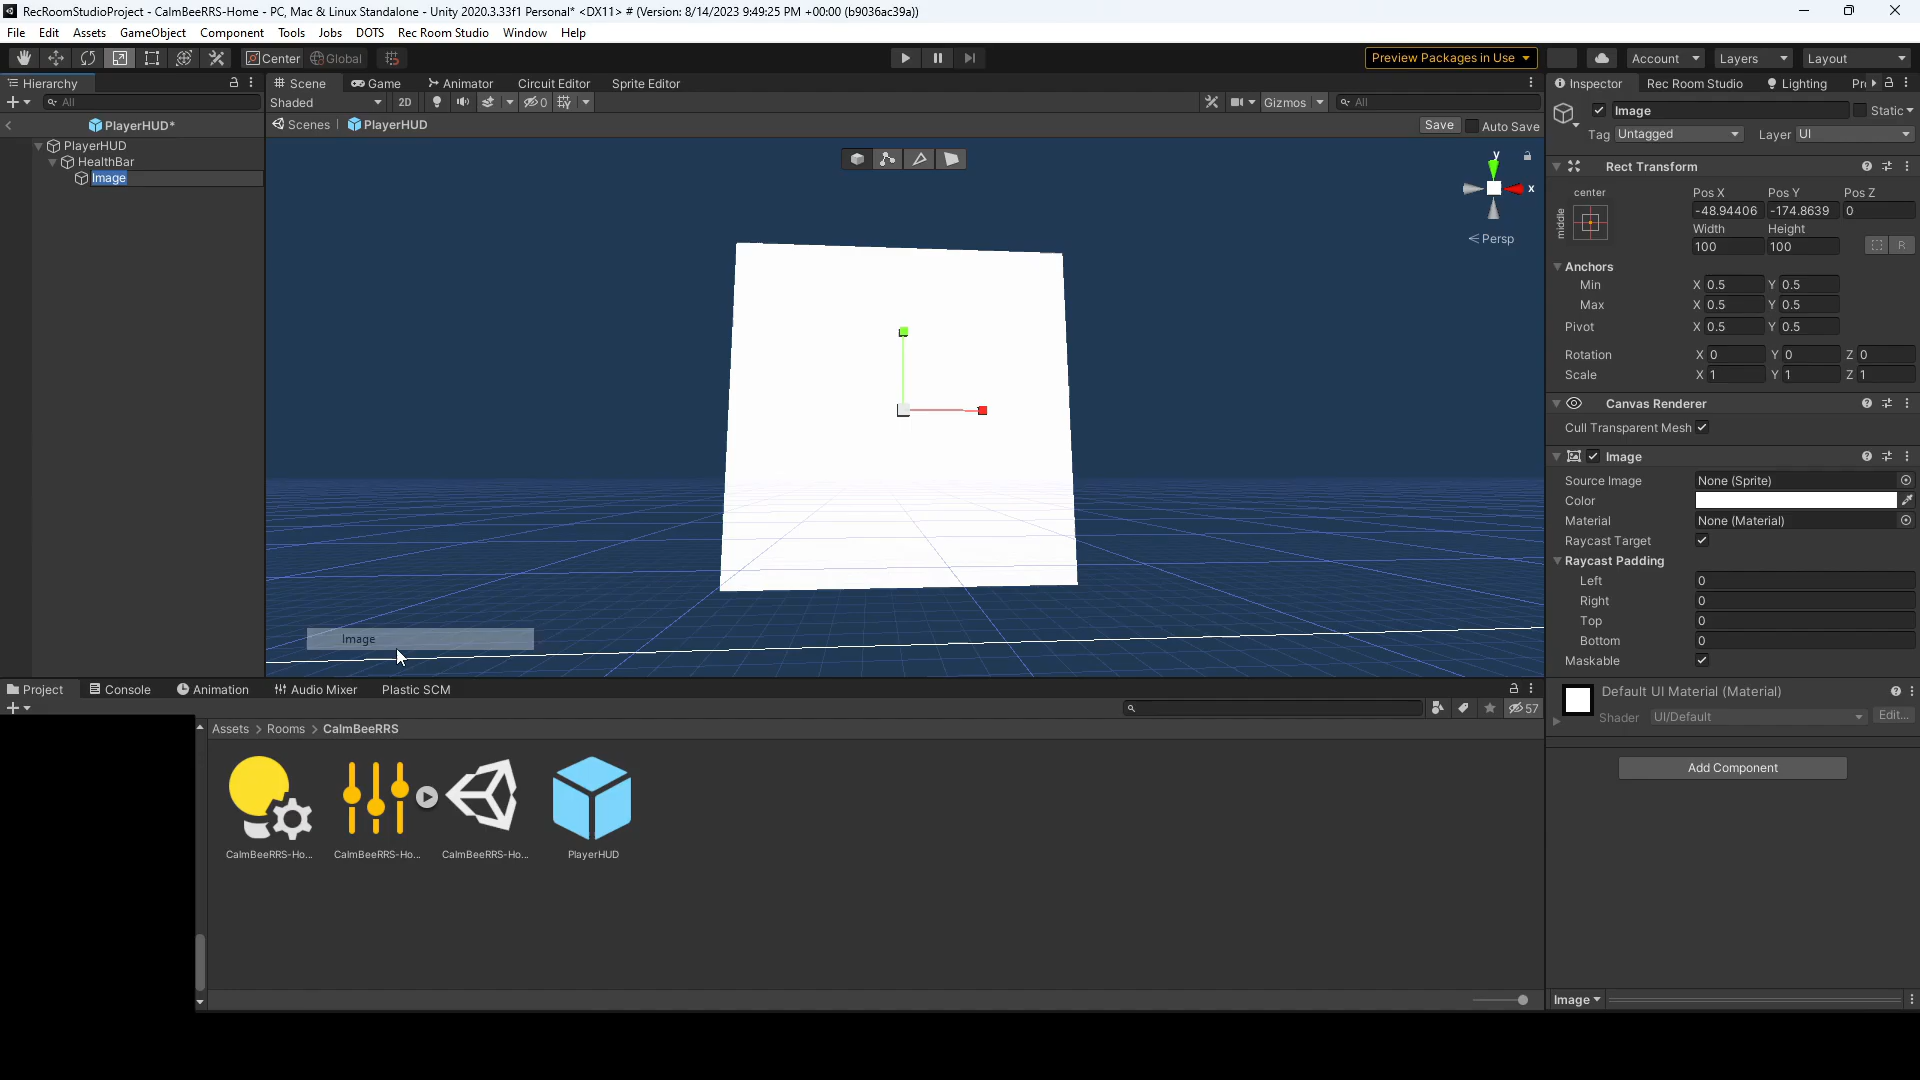 RecRoomStudioProject - CalmBeeRRS-Home - PC, Mac & Linux Standalone - Unity 2020.3.33f1 Personal* <DX11> # (Version: 8/14/2023 9:49:25 PM +00:00 (b9036ac39a))
File Edit Assets GameObject Component Tools Jobs DOTS Rec Room Studio Window Help
Center Global Preview Packages in Use Account Layers Layout
Hierarchy Scene Game Animator Circuit Editor Sprite Editor Inspector Rec Room Studio Lighting
All Shaded 2D 0 Gizmos All Image Static
PlayerHUD* Scenes PlayerHUD Save Auto Save
Tag Untagged Layer UI
PlayerHUD
HealthBar
Image
y
x
Persp
Rect Transform
center Pos X Pos Y Pos Z
middle -48.94406 -174.8639 0
Width Height
100 100 R
Anchors
Min X 0.5 Y 0.5
Max X 0.5 Y 0.5
Pivot X 0.5 Y 0.5
Rotation X 0 Y 0 Z 0
Scale X 1 Y 1 Z 1
Canvas Renderer
Cull Transparent Mesh
Image
Source Image None (Sprite)
Color
Material None (Material)
Raycast Target
Raycast Padding
Left 0
Right 0
Top 0
Bottom 0
Maskable
Image
Project Console Animation Audio Mixer Plastic SCM
57
Default UI Material (Material)
Shader UI/Default Edit...
Add Component
Assets > Rooms > CalmBeeRRS
CalmBeeRRS-Ho... CalmBeeRRS-Ho... CalmBeeRRS-Ho... PlayerHUD
Image